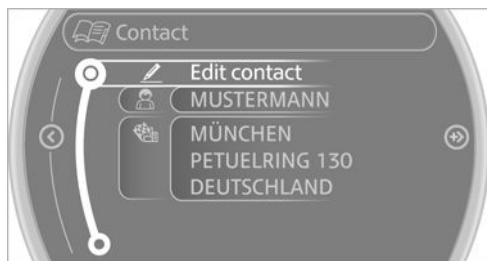 Contact
Edit contact
MUSTERMANN
MÜNCHEN
PETUELRING 130
DEUTSCHLAND